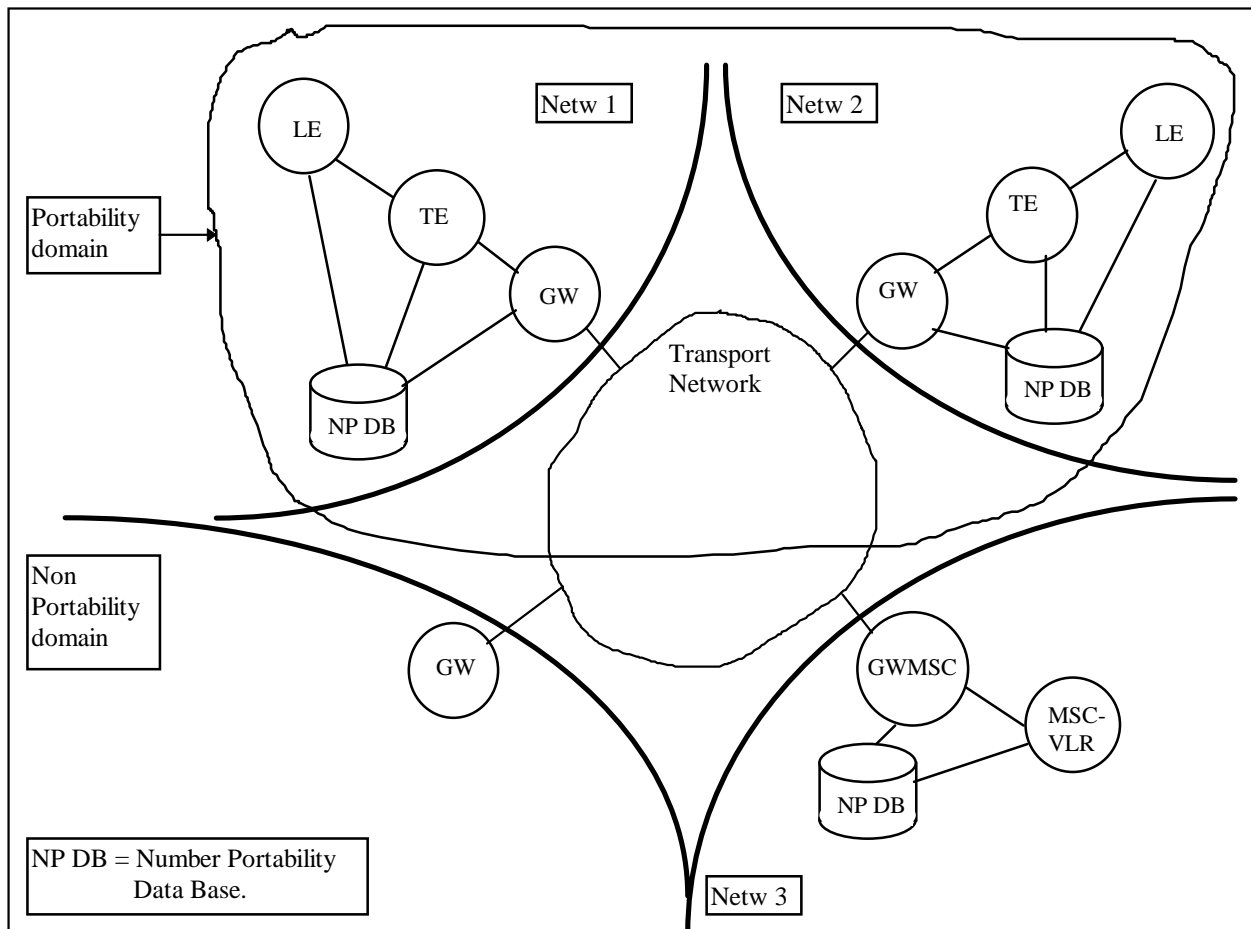 Netw 1
Netw 2
LE
LE
TE
TE
Portability
domain
GW
GW
Transport
Network
NP DB
NP DB
Non
Portability
domain
GW
GWMSC
MSC-
VLR
NP DB
NP DB = Number Portability
Data Base.
Netw 3